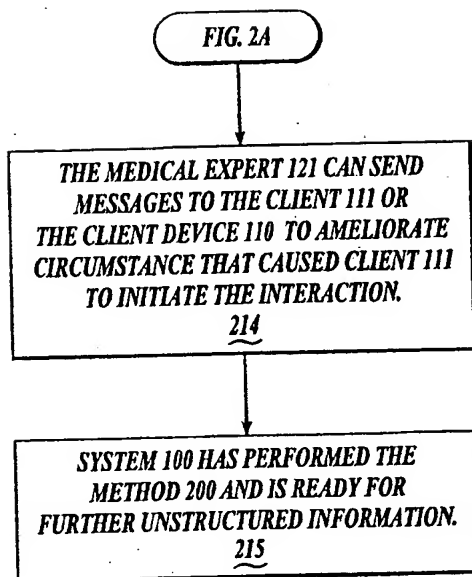 FIG. 2A
THE MEDICAL EXPERT 121 CAN SEND
MESSAGES TO THE CLIENT 111 OR
THE CLIENT DEVICE 110 TO AMELIORATE
CIRCUMSTANCE THAT CAUSED CLIENT 111
TO INITIATE THE INTERACTION.
214
SYSTEM 100 HAS PERFORMED THE
METHOD 200 AND IS READY FOR
FURTHER UNSTRUCTURED INFORMATION.
215